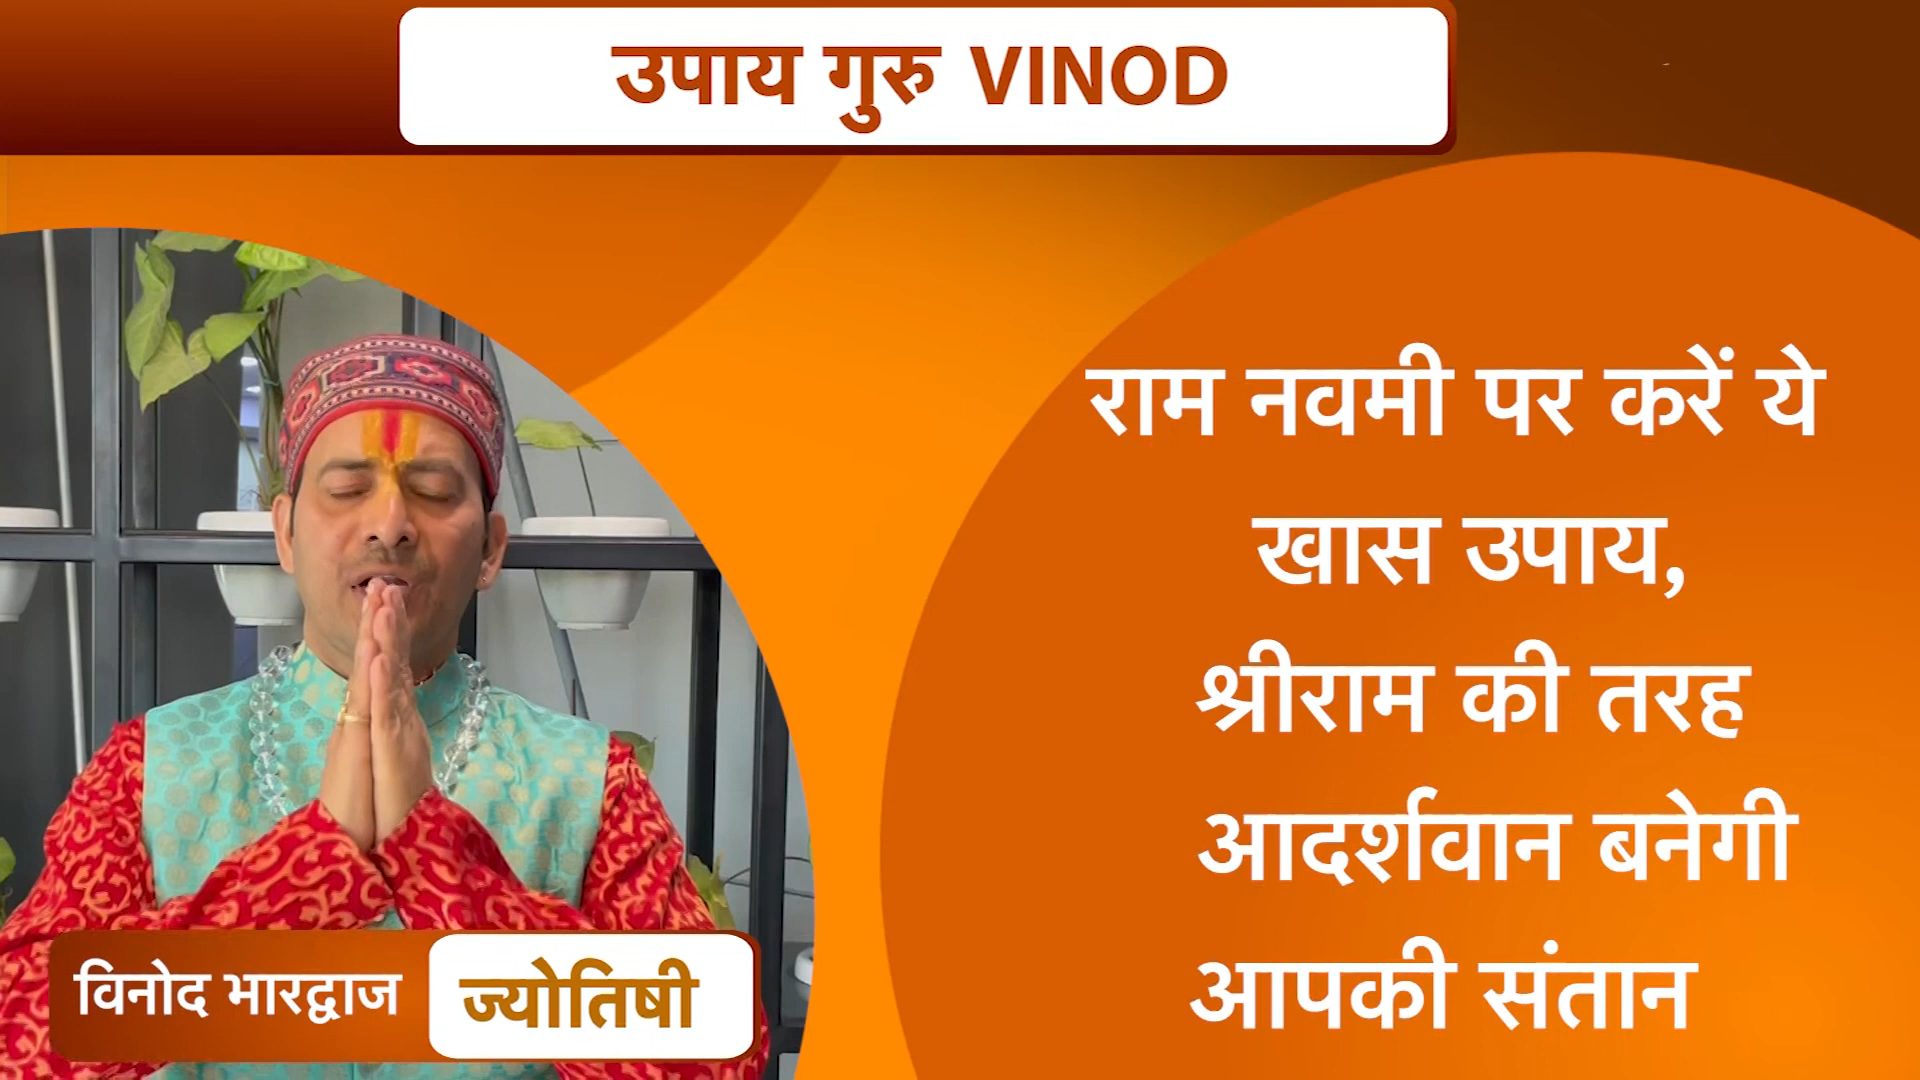 उपाय गुरु VINOD
राम नवमी पर करें ये
खास उपाय,
श्रीराम की तरह
आदर्शवान बनेगी
आपकी संतान
विनोद भारद्वाज
ज्योतिषी